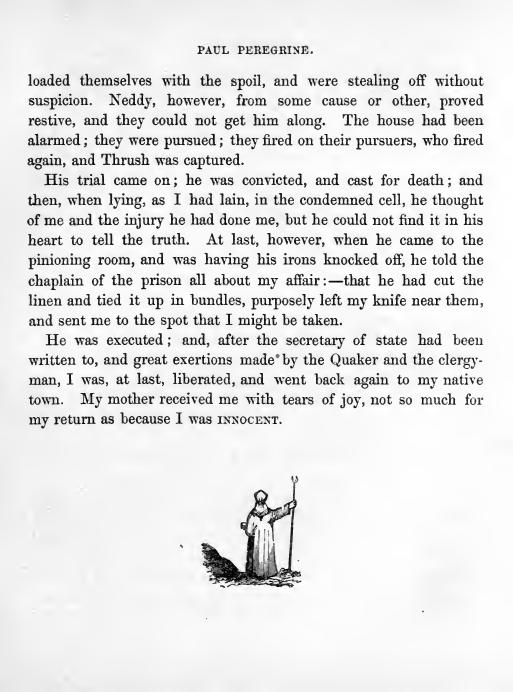 PAUL PEREGRINE.
loaded themselves with the spoil, and were stealing off without
suspicion. Neddy, however, from some cause or other, proved
restive, and they could not get him along. The house had been
alarmed; they were pursued; they fired on their pursuers, who fired
again, and Thrush was captured.
His trial came on; he was convicted, and cast for death; and
then, when lying, as I had lain, in the condemned cell, he thought
of me and the injury he had done me, but he could not find it in his
heart to tell the truth. At last, however, when he came to the
pinioning room, and was having his irons knocked off, he told the
chaplain of the prison all about my affair:—that he had cut the
linen and tied it up in bundles, purposely left my knife near them,
and sent me to the spot that I might be taken.
He was executed; and, after the secretary of state had been
written to, and great exertions made by the Quaker and the clergy-
man, I was, at last, liberated, and went back again to my native
town. My mother received me with tears of joy, not so much for
my return as because I was INNOCENT.